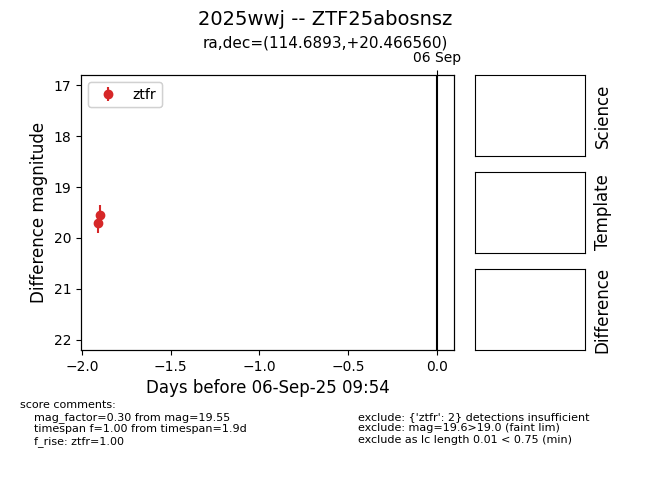 2025wwj -- ZTF25abosnsz
ra,dec=(114.6893,+20.466560)
06 Sep
ztfr
17
18
19
20
21
22
Difference magnitude
−2.0
−1.5
−1.0
−0.5
0.0
Days before 06-Sep-25 09:54
Science
Template
Difference
score comments:
mag_factor=0.30 from mag=19.55
timespan f=1.00 from timespan=1.9d
f_rise: ztfr=1.00
exclude: {'ztfr': 2} detections insufficient
exclude: mag=19.6>19.0 (faint lim)
exclude as lc length 0.01 < 0.75 (min)